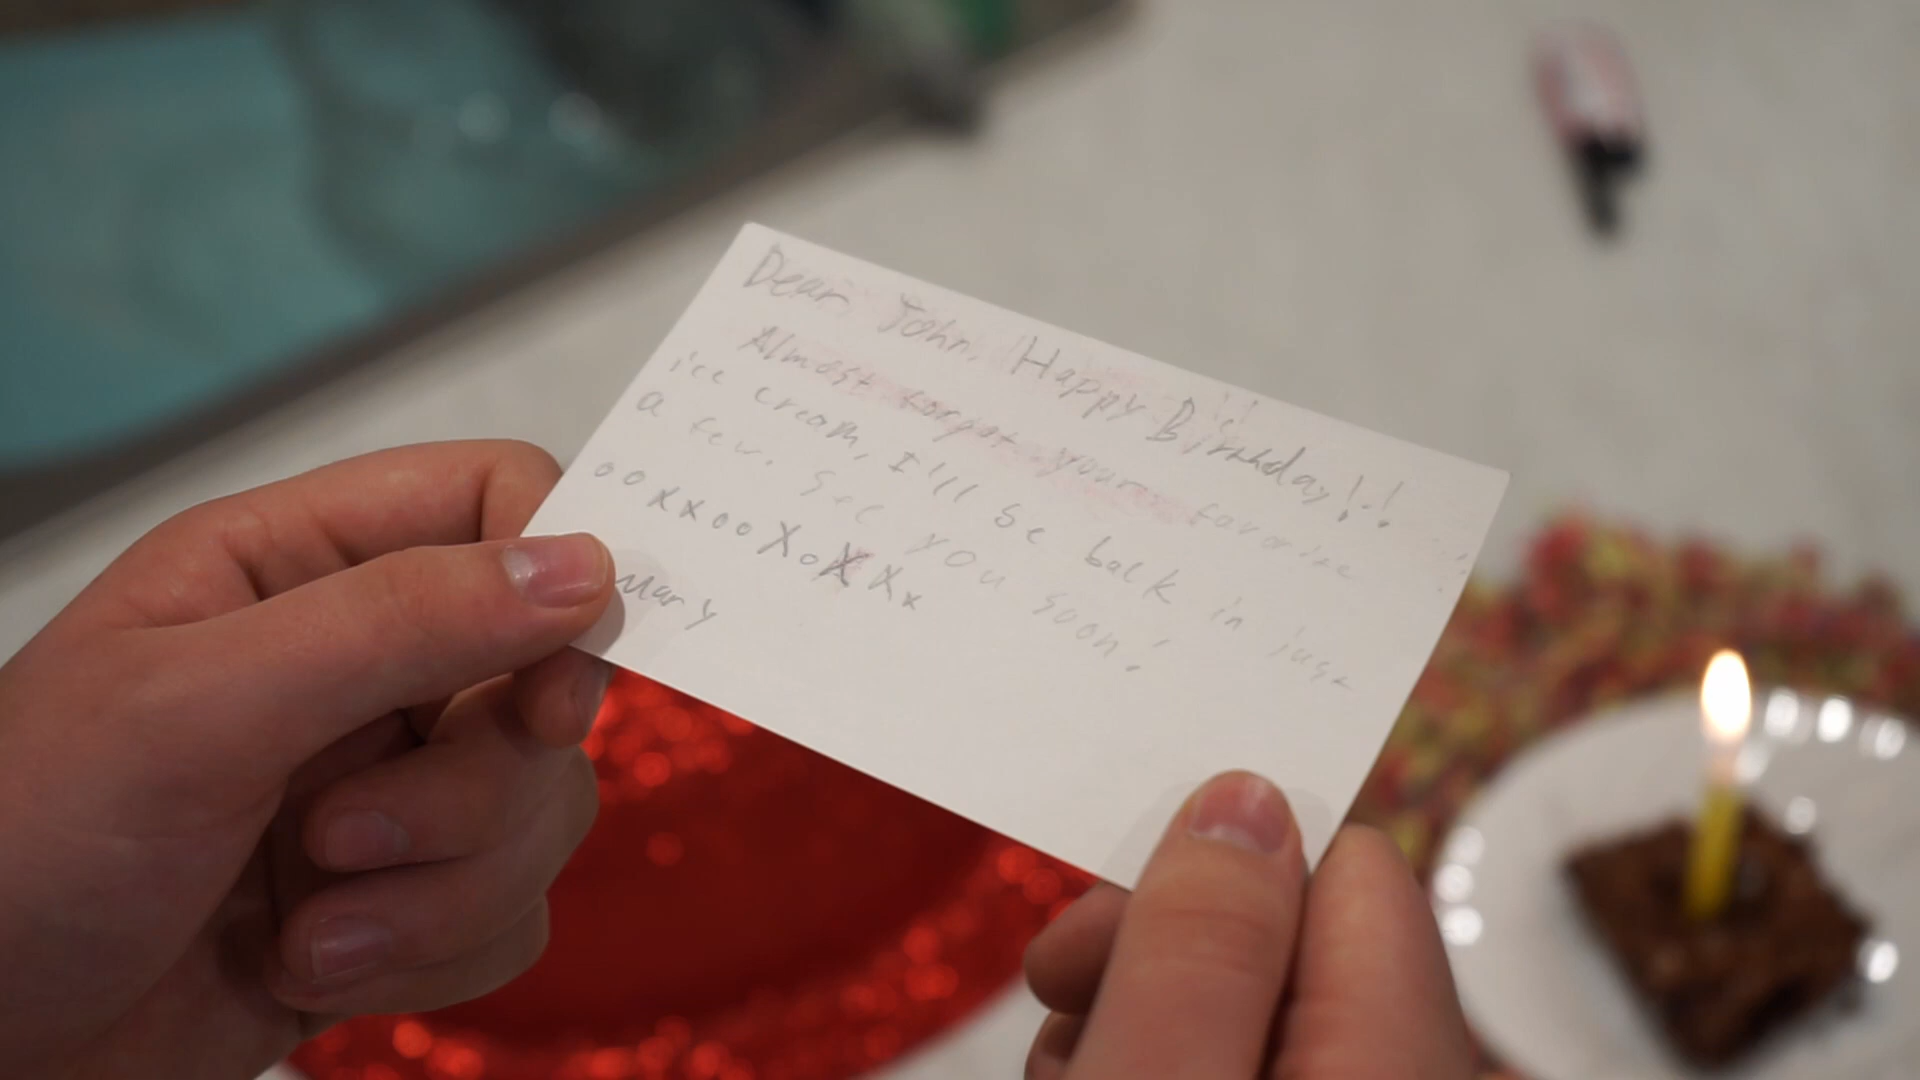 Dear John, Happy Birthday!!
Almost forgot your favorite
ice cream, I'll be back in just
a few. See you soon!
ooxxooXoXXx
Mary